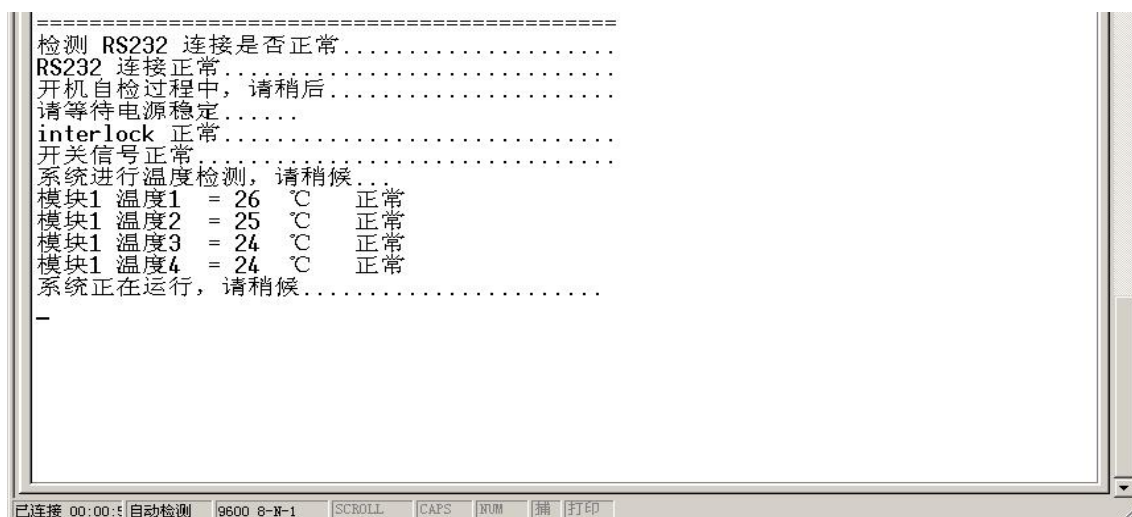 ============================================
检测 RS232 连接是否正常.....................
RS232 连接正常..............................
开机自检过程中，请稍后......................
请等待电源稳定......
interlock 正常..............................
开关信号正常................................
系统进行温度检测，请稍候...
模块1 温度1 = 26 ℃ 正常
模块1 温度2 = 25 ℃ 正常
模块1 温度3 = 24 ℃ 正常
模块1 温度4 = 24 ℃ 正常
系统正在运行，请稍候.......................
已连接 00:00:5 自动检测 9600 8-N-1 SCROLL CAPS NUM 捕 打印